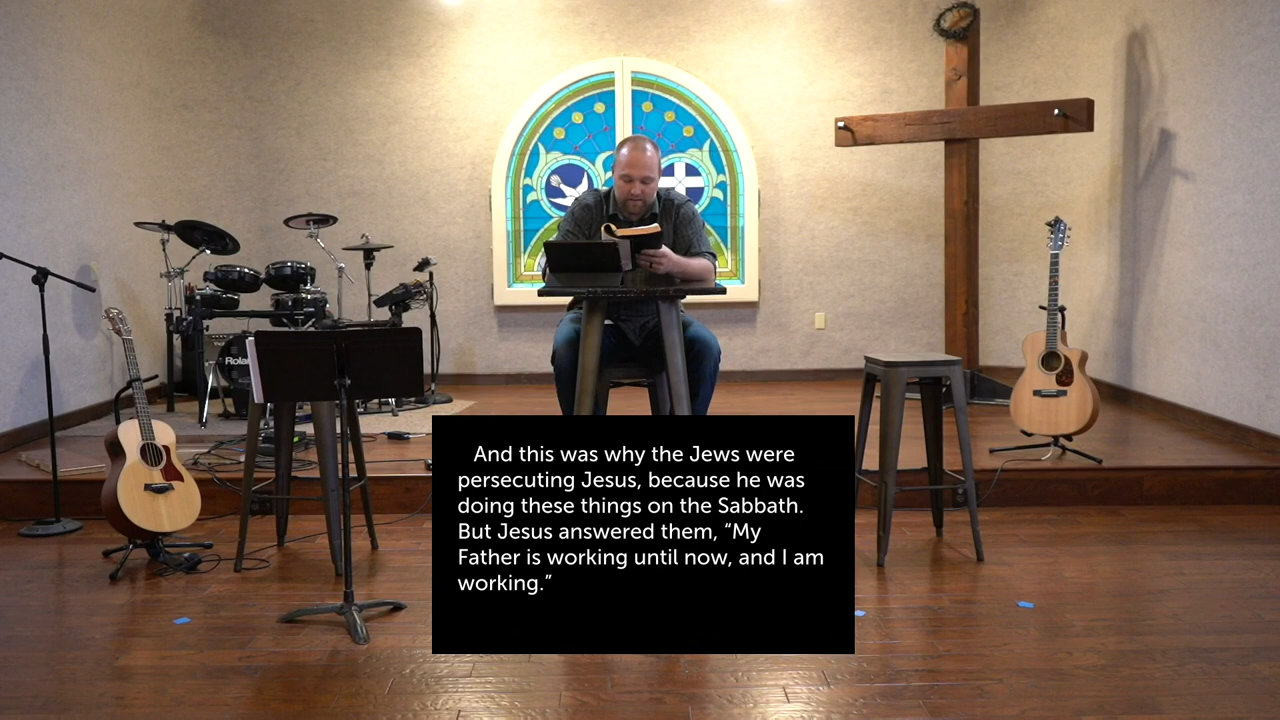 Roland
And this was why the Jews were
persecuting Jesus, because he was
doing these things on the Sabbath.
But Jesus answered them, “My
Father is working until now, and I am
working.”